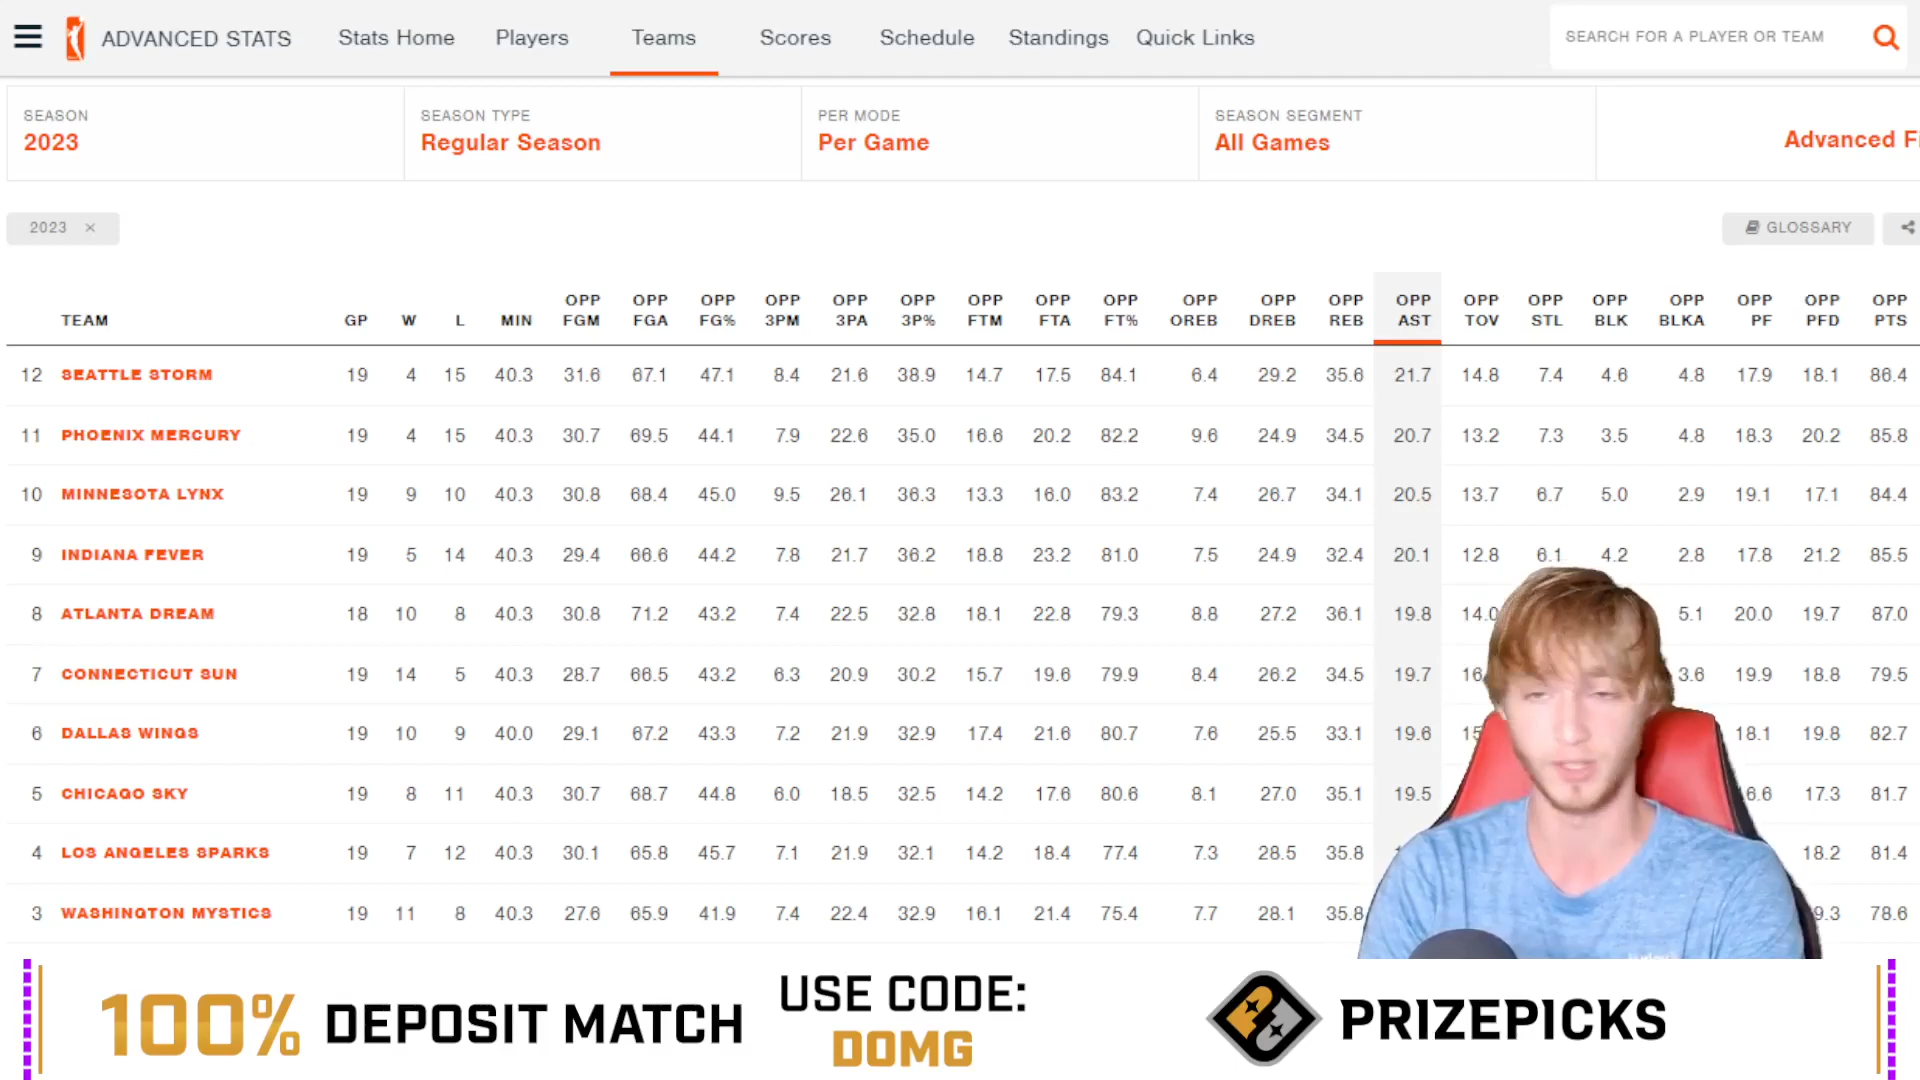 ADVANCED STATS Stats Home Players Teams Scores Schedule Standings Quick Links SEARCH FOR A PLAYER OR TEAM
SEASON SEASON TYPE PER MODE SEASON SEGMENT
2023 Regular Season Per Game All Games Advanced Fi
2023 × GLOSSARY
TEAM GP W L MIN OPP FGM OPP FGA OPP FG% OPP 3PM OPP 3PA OPP 3P% OPP FTM OPP FTA OPP FT% OPP OREB OPP DREB OPP REB OPP AST OPP TOV OPP STL OPP BLK OPP BLKA OPP PF OPP PFD OPP PTS
12 SEATTLE STORM 19 4 15 40.3 31.6 67.1 47.1 8.4 21.6 38.9 14.7 17.5 84.1 6.4 29.2 35.6 21.7 14.8 7.4 4.6 4.8 17.9 18.1 86.4
11 PHOENIX MERCURY 19 4 15 40.3 30.7 69.5 44.1 7.9 22.6 35.0 16.6 20.2 82.2 9.6 24.9 34.5 20.7 13.2 7.3 3.5 4.8 18.3 20.2 85.8
10 MINNESOTA LYNX 19 9 10 40.3 30.8 68.4 45.0 9.5 26.1 36.3 13.3 16.0 83.2 7.4 26.7 34.1 20.5 13.7 6.7 5.0 2.9 19.1 17.1 84.4
9 INDIANA FEVER 19 5 14 40.3 29.4 66.6 44.2 7.8 21.7 36.2 18.8 23.2 81.0 7.5 24.9 32.4 20.1 12.8 6.1 4.2 2.8 17.8 21.2 85.5
8 ATLANTA DREAM 18 10 8 40.3 30.8 71.2 43.2 7.4 22.5 32.8 18.1 22.8 79.3 8.8 27.2 36.1 19.8 14.0 5.1 20.0 19.7 87.0
7 CONNECTICUT SUN 19 14 5 40.3 28.7 66.5 43.2 6.3 20.9 30.2 15.7 19.6 79.9 8.4 26.2 34.5 19.7 16 3.6 19.9 18.8 79.5
6 DALLAS WINGS 19 10 9 40.0 29.1 67.2 43.3 7.2 21.9 32.9 17.4 21.6 80.7 7.6 25.5 33.1 19.6 15 18.1 19.8 82.7
5 CHICAGO SKY 19 8 11 40.3 30.7 68.7 44.8 6.0 18.5 32.5 14.2 17.6 80.6 8.1 27.0 35.1 19.5 6.6 17.3 81.7
4 LOS ANGELES SPARKS 19 7 12 40.3 30.1 65.8 45.7 7.1 21.9 32.1 14.2 18.4 77.4 7.3 28.5 35.8 18.2 81.4
3 WASHINGTON MYSTICS 19 11 8 40.3 27.6 65.9 41.9 7.4 22.4 32.9 16.1 21.4 75.4 7.7 28.1 35.8 9.3 78.6
100% DEPOSIT MATCH USE CODE: DOMG PRIZEPICKS